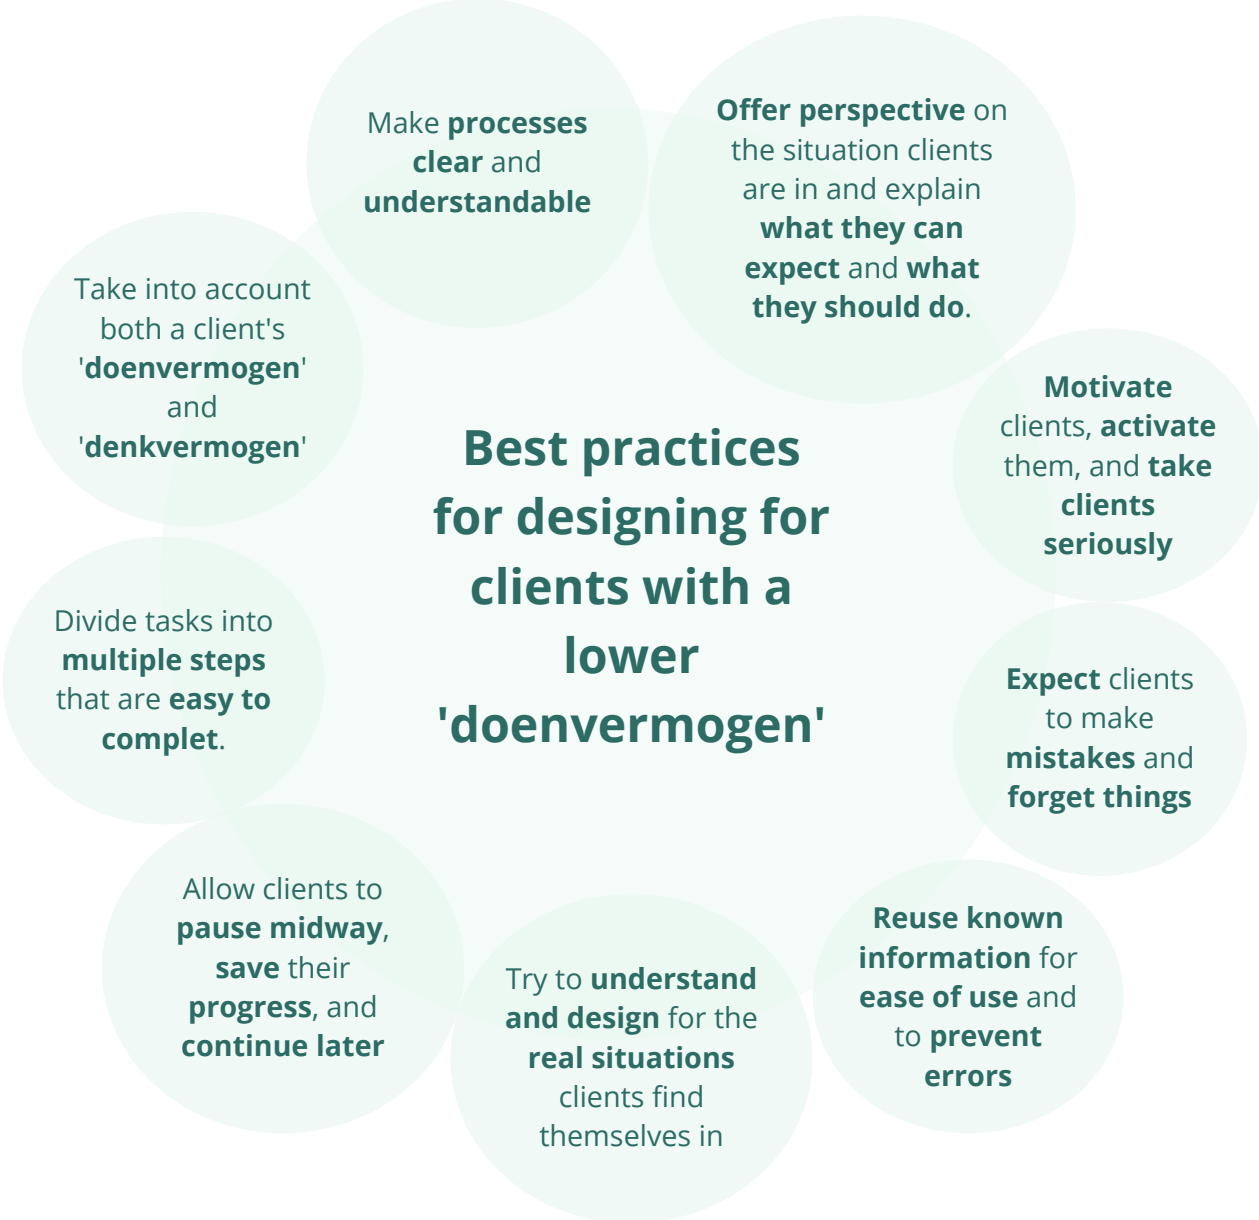 Best practices
for designing for
clients with a
lower
'doenvermogen'
Make processes
clear and
understandable
Offer perspective on
the situation clients
are in and explain
what they can
expect and what
they should do.
Motivate
clients, activate
them, and take
clients
seriously
Expect clients
to make
mistakes and
forget things
Reuse known
information for
ease of use and
to prevent
errors
Try to understand
and design for the
real situations
clients find
themselves in
Allow clients to
pause midway,
save their
progress, and
continue later
Divide tasks into
multiple steps
that are easy to
complet.
Take into account
both a client's
'doenvermogen'
and
'denkvermogen'